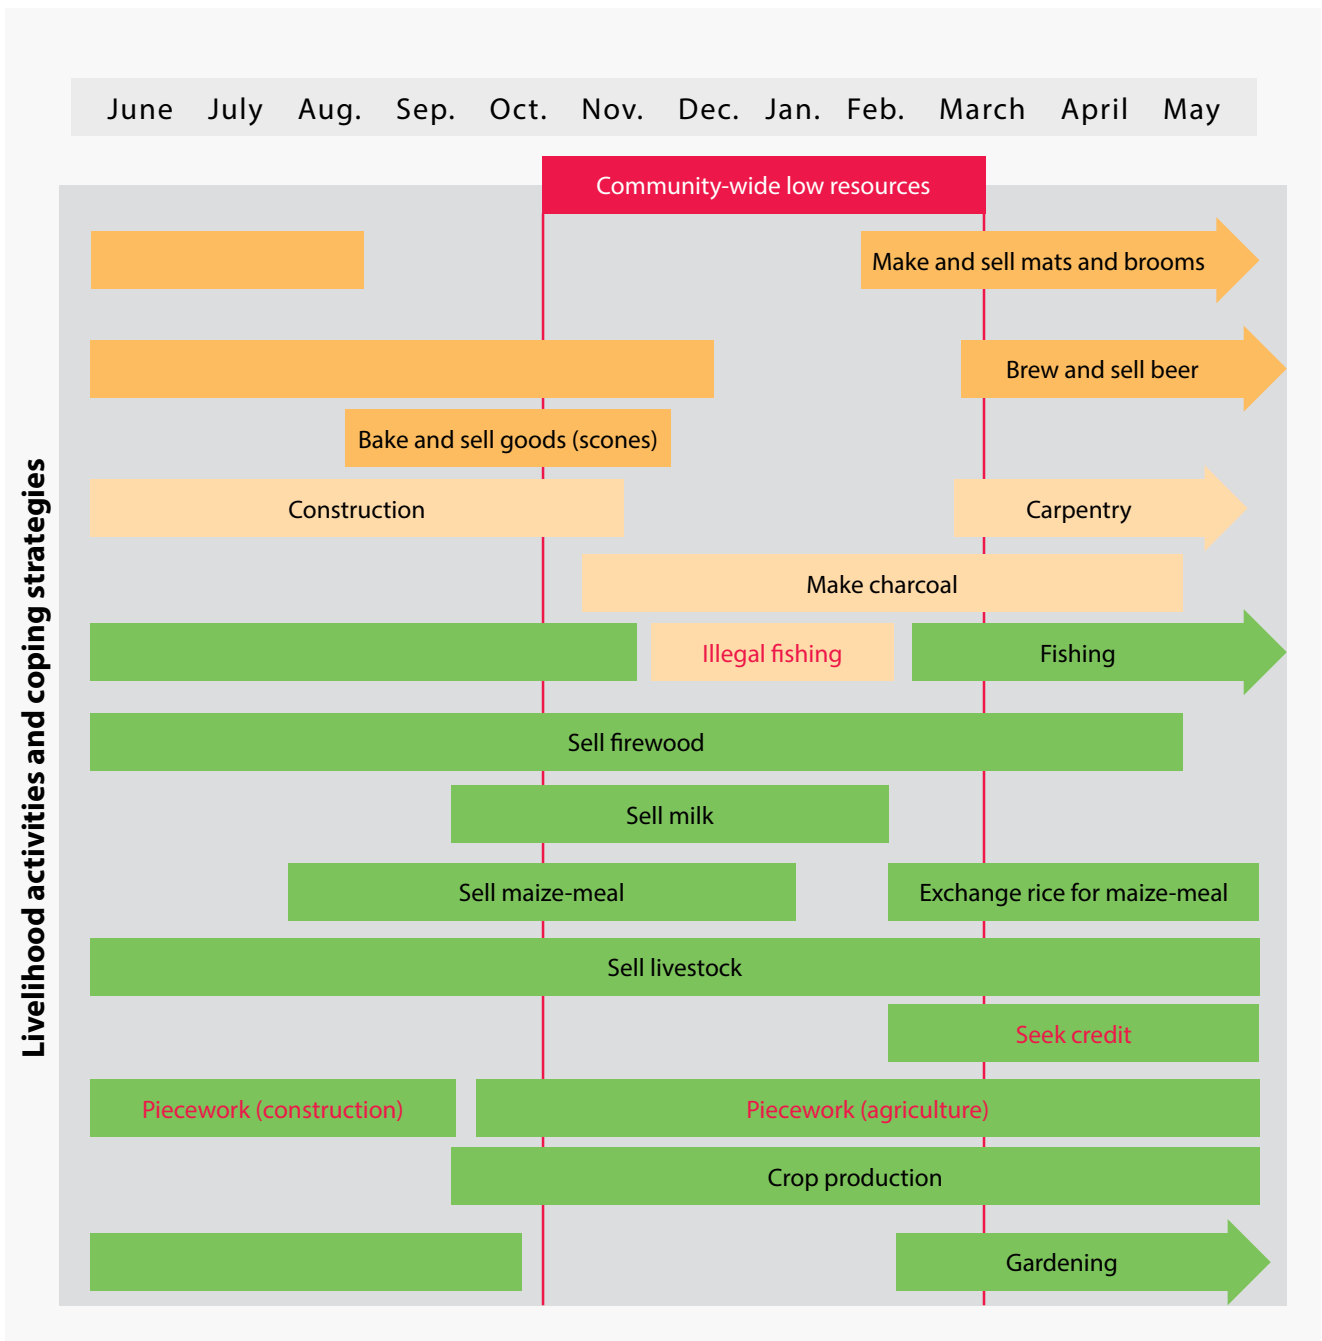 June July Aug. Sep. Oct. Nov. Dec. Jan. Feb. March April May
Community-wide low resources
Livelihood activities and coping strategies
Make and sell mats and brooms
Brew and sell beer
Bake and sell goods (scones)
Construction
Carpentry
Make charcoal
Illegal fishing
Fishing
Sell firewood
Sell milk
Sell maize-meal
Exchange rice for maize-meal
Sell livestock
Seek credit
Piecework (construction)
Piecework (agriculture)
Crop production
Gardening